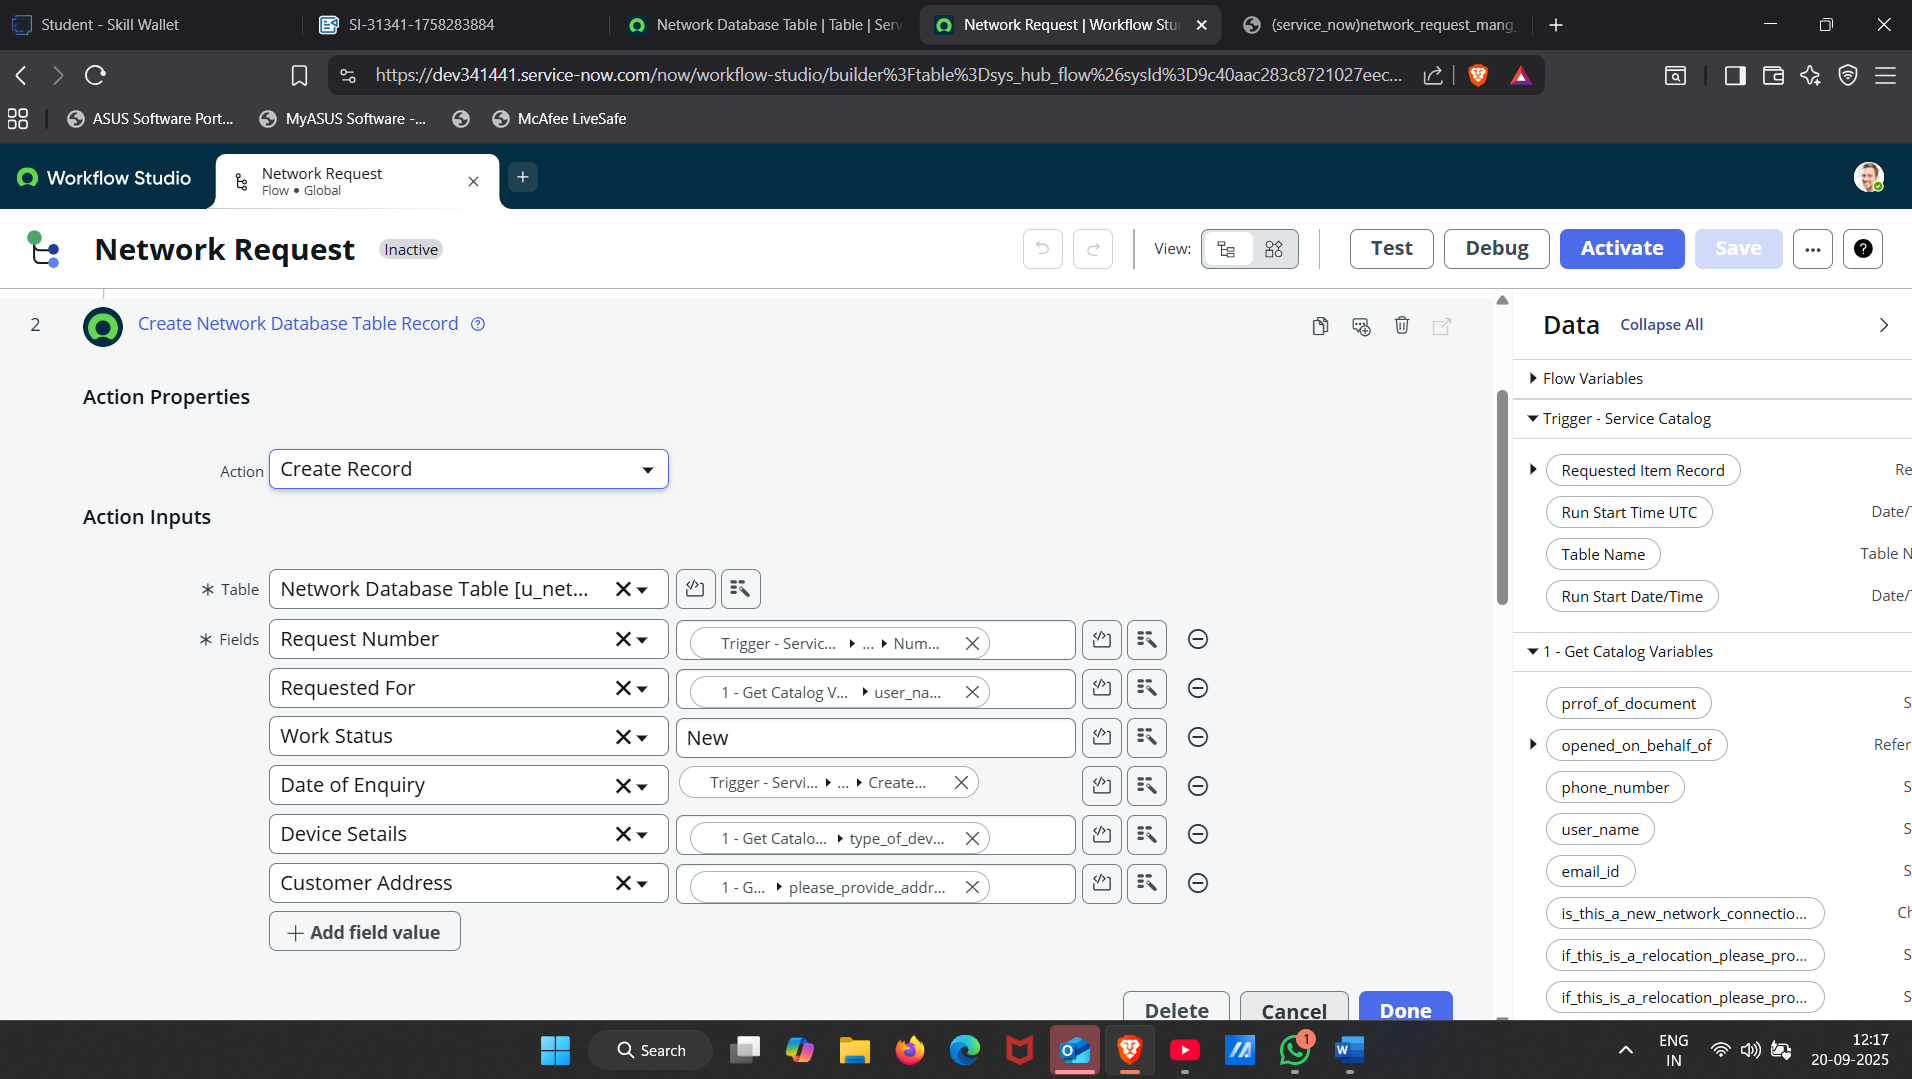 Student - Skill Wallet
SI-31341-1758283884
Network Database Table | Table | Serv
Network Request | Workflow Stu
(service_now)network_request_mang
https://dev341441.service-now.com/now/workflow-studio/builder%3Ftable%3Dsys_hub_flow%26sysId%3D9c40aac283c8721027eec...
ASUS Software Port...
MyASUS Software -...
McAfee LiveSafe
Workflow Studio
Network Request
Flow • Global
Network Request
Inactive
View:
Test
Debug
Activate
Save
2
Create Network Database Table Record
Data
Collapse All
Flow Variables
Action Properties
Trigger - Service Catalog
Action
Create Record
Requested Item Record
Re
Run Start Time UTC
Date/T
Action Inputs
Table Name
Table N
Table
Network Database Table [u_net...
Run Start Date/Time
Date/T
Fields
Request Number
Trigger - Servic... ... Num...
1 - Get Catalog Variables
Requested For
1 - Get Catalog V... user_na...
prrof_of_document
S
Work Status
New
opened_on_behalf_of
Refer
Date of Enquiry
Trigger - Servi... ... Create...
phone_number
S
Device Setails
1 - Get Catalo... type_of_dev...
user_name
S
Customer Address
1 - G... please_provide_addr...
email_id
S
is_this_a_new_network_connectio...
Ch
Add field value
if_this_is_a_relocation_please_pro...
S
if_this_is_a_relocation_please_pro...
S
Delete
Cancel
Done
Search
1
ENG
IN
12:17
20-09-2025